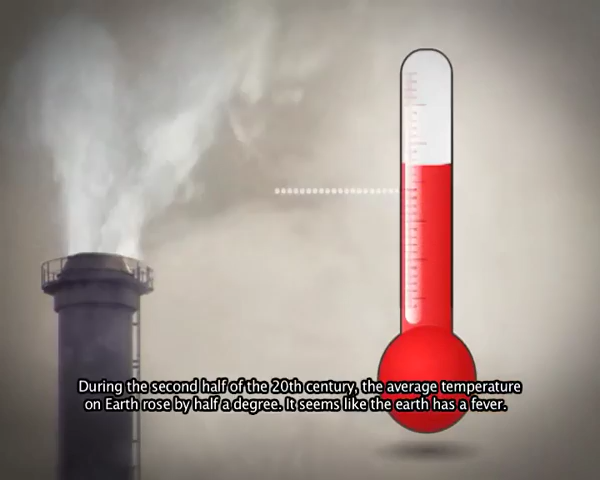 During the second half of the 20th century, the average temperature
on Earth rose by half a degree. It seems like the earth has a fever.